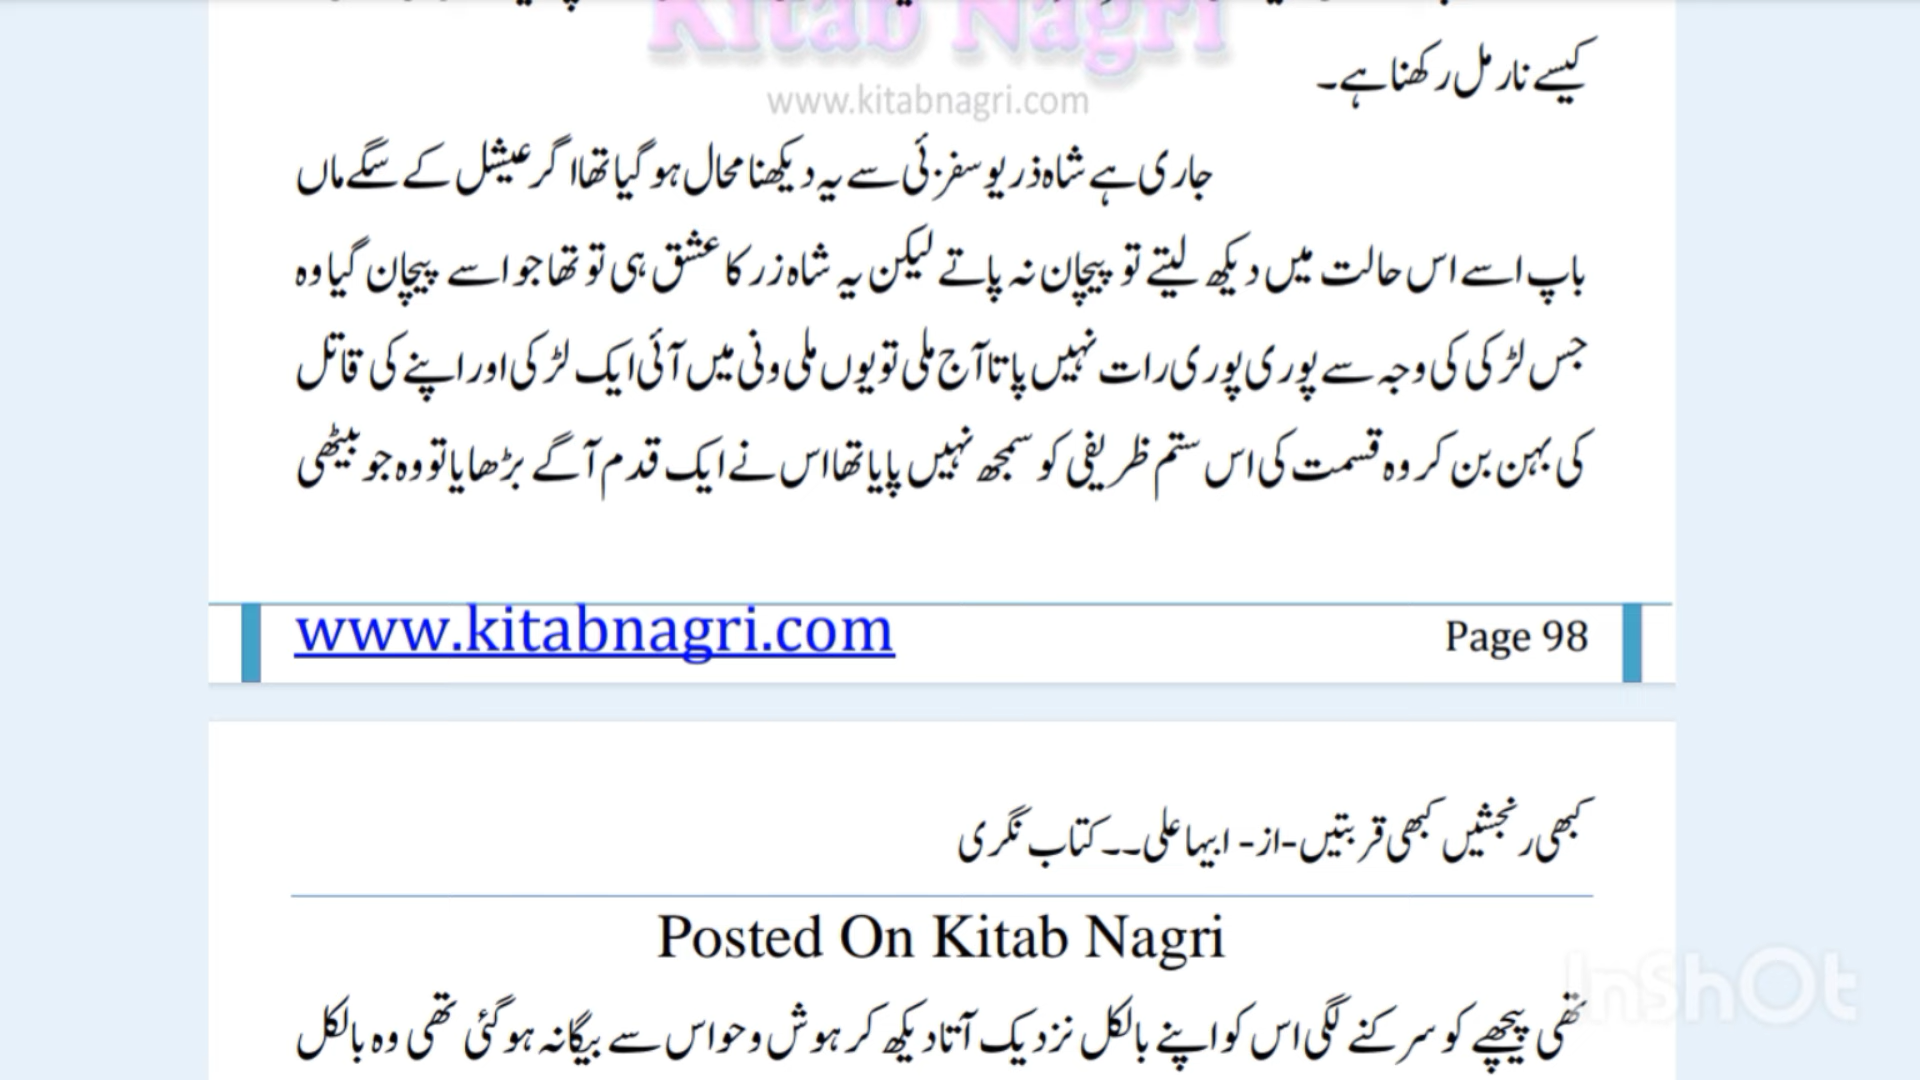 Kitab Nagri
www.kitabnagri.com
کیسے نارمل رکھنا ہے۔
جاری ہے شاہ ذر یوسفزئی سے یہ دیکھنا محال ہو گیا تھا اگر عیشل کے سگے ماں
باپ اسے اس حالت میں دیکھ لیتے تو پیچان نہ پاتے لیکن یہ شاہ زر کا عشق ہی تو تھا جو اسے پیچان گیا وہ
جس لڑکی کی وجہ سے پوری پوری رات نہیں پاتا آج ملی تو یوں ملی ونی میں آئی ایک لڑکی اور اپنے کی قاتل
کی بہن بن کر وہ قسمت کی اس ستم ظریفی کو سمجھ نہیں پایا تھا اس نے ایک قدم آگے بڑھایا تو وہ جو بیٹھی
www.kitabnagri.com Page 98
کبھی رنجشیں کبھی قربتیں-از- ابیہا علی۔۔ کتاب نگری
Posted On Kitab Nagri
تھی پیچھے کو سرکنے لگی اس کو اپنے بالکل نزدیک آتا دیکھ کر ہوش و حواس سے بیگانہ ہو گئی تھی وہ بالکل
InShOt